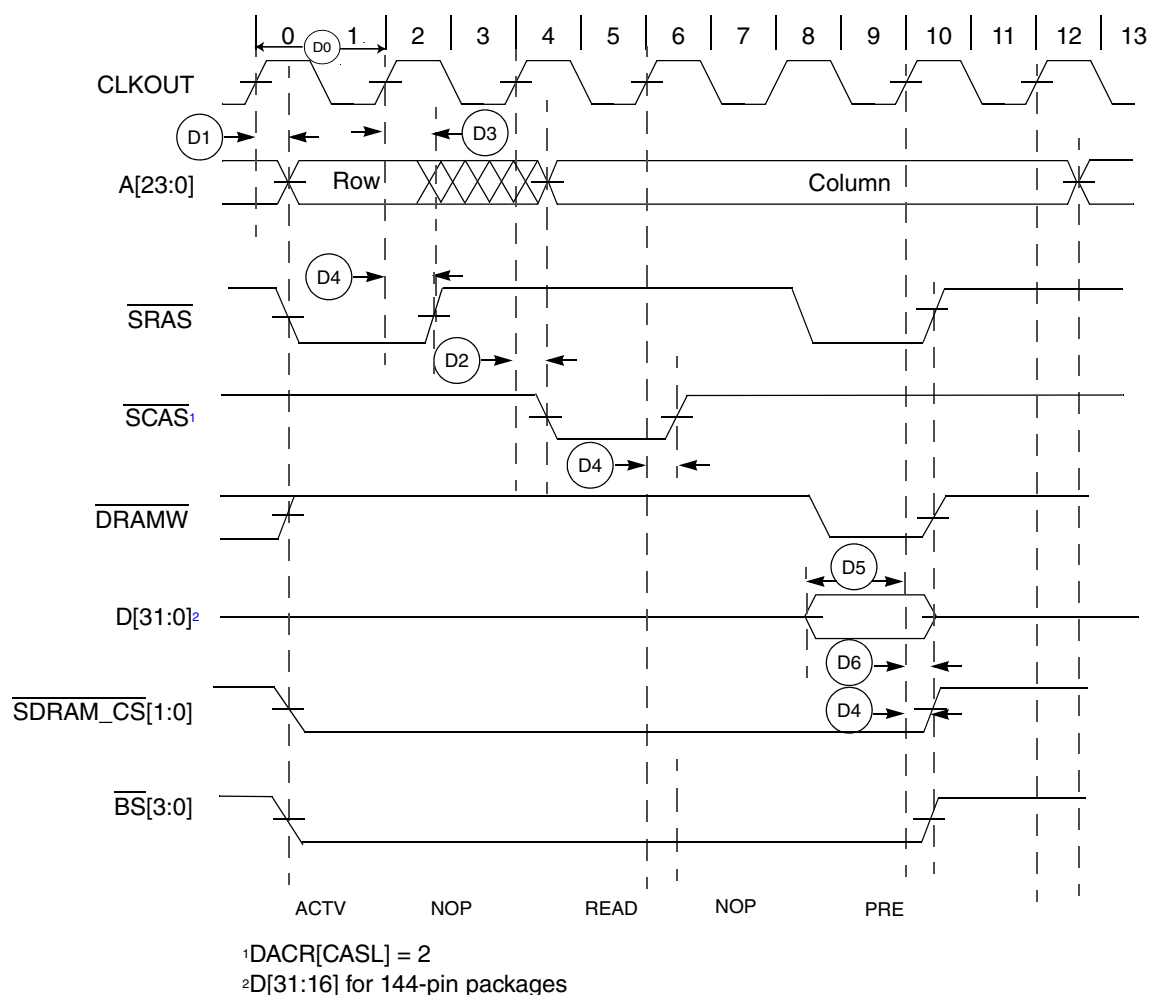 0 1 2 3 4 5 6 7 8 9 10 11 12 13
D0
CLKOUT
D1
D3
A[23:0]
Row
Column
D4
SRAS
D2
SCAS1
D4
DRAMW
D5
D[31:0]2
D6
SDRAM_CS[1:0]
D4
BS[3:0]
ACTV NOP READ NOP PRE
1DACR[CASL] = 2
2D[31:16] for 144-pin packages